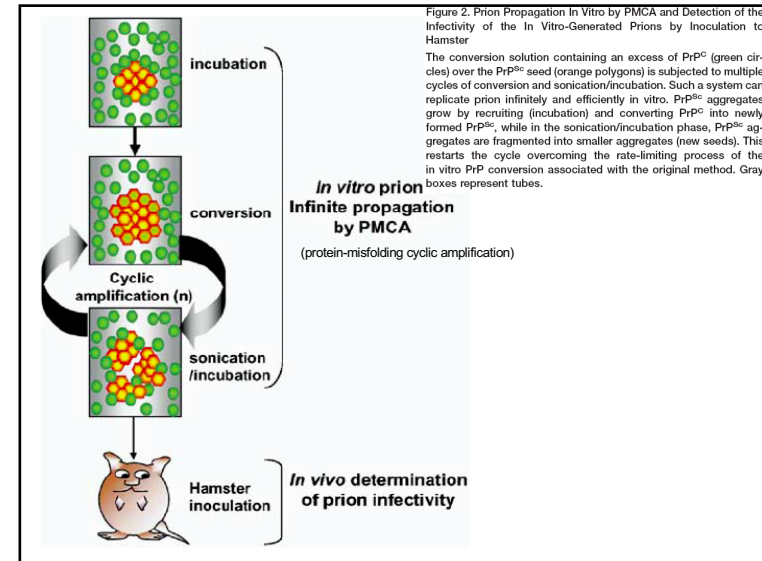 Figure 2. Prion Propagation In Vitro by PMCA and Detection of the
Infectivity of the In Vitro-Generated Prions by Inoculation to
Hamster
The conversion solution containing an excess of PrPᶜ (green cir-
cles) over the PrPˢᶜ seed (orange polygons) is subjected to multiple
cycles of conversion and sonication/incubation. Such a system can
replicate prion infinitely and efficiently in vitro. PrPˢᶜ aggregates
grow by recruiting (incubation) and converting PrPᶜ into newly
formed PrPˢᶜ, while in the sonication/incubation phase, PrPˢᶜ ag-
gregates are fragmented into smaller aggregates (new seeds). This
restarts the cycle overcoming the rate-limiting process of the
in vitro PrP conversion associated with the original method. Gray
boxes represent tubes.
incubation
conversion
In vitro prion
Infinite propagation
by PMCA
(protein-misfolding cyclic amplification)
Cyclic
amplification (n)
sonication
/incubation
Hamster
inoculation
In vivo determination
of prion infectivity